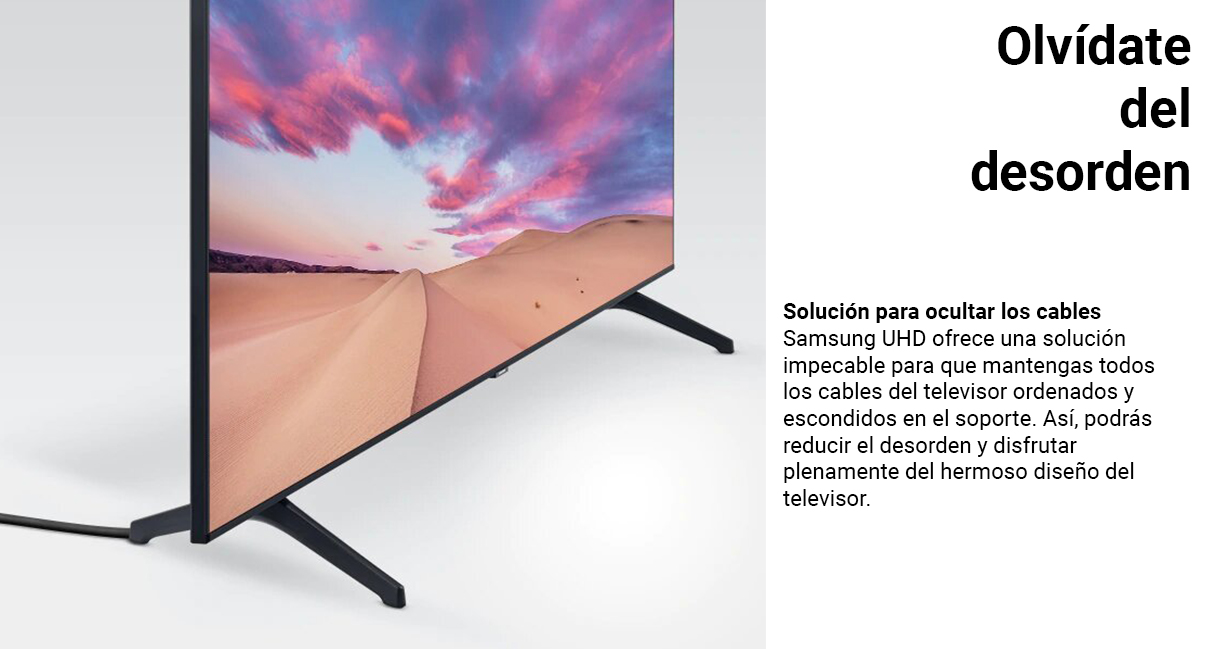 Olvídate
del
desorden
Solución para ocultar los cables
Samsung UHD ofrece una solución
impecable para que mantengas todos
los cables del televisor ordenados y
escondidos en el soporte. Así, podrás
reducir el desorden y disfrutar
plenamente del hermoso diseño del
televisor.